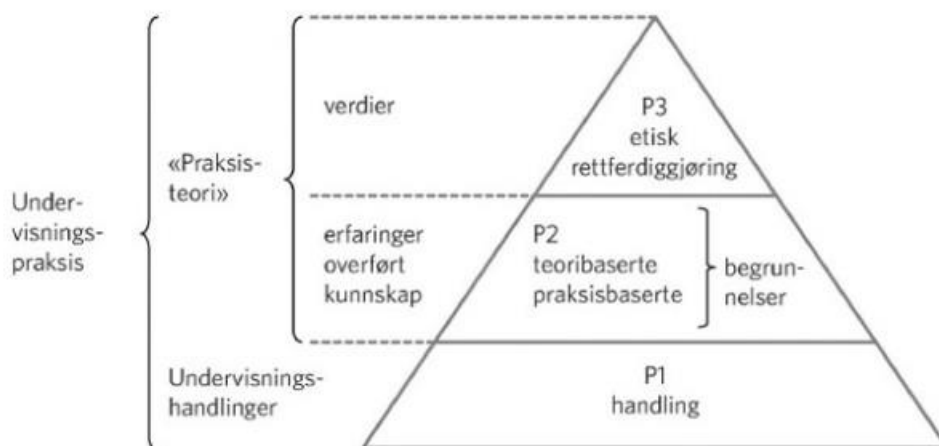 Under-
visnings-
praksis
«Praksis-
teori»
verdier
erfaringer
overført
kunnskap
Undervisnings-
handlinger
P3
etisk
rettferdiggjøring
P2
teoribaserte
praksisbaserte
begrun-
nelser
P1
handling